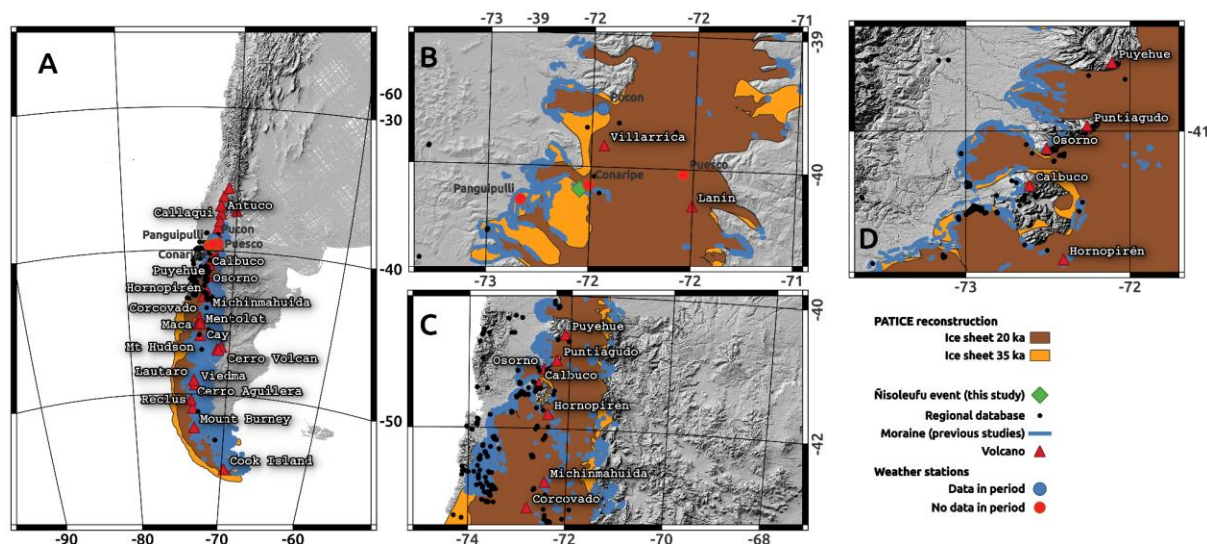 A
-60
-30
Callaqui
Antuco
Panguipulli
Pucon
Puesco
Conaripe
Calbuco
Puyehue
Osorno
-40
Hornopirén
Michinmahuida
Corcovado
Mentolat
Maca
Cay
Mt Hudson
Cerro Volcan
Lautaro
Viedma
Cerro Aguilera
Reclus
-50
Mount Burney
Cook Island
-90
-80
-70
-60
-73
-39
-72
-71
B
-39
Pucon
Villarrica
Puesco
-40
Conaripe
Panguipulli
Lanin
-73
-72
-72
-71
C
-40
Puyehue
Puntiagudo
Osorno
Calbuco
Hornopirén
-42
Michinmahuida
Corcovado
-74
-72
-70
-68
-67
Puyehue
Puntiagudo
-41
Osorno
Calbuco
D
Hornopirén
-73
-72
PATICE reconstruction
Ice sheet 20 ka
Ice sheet 35 ka
Ñisoleufu event (this study)
Regional database
Moraine (previous studies)
Volcano
Weather stations
Data in period
No data in period